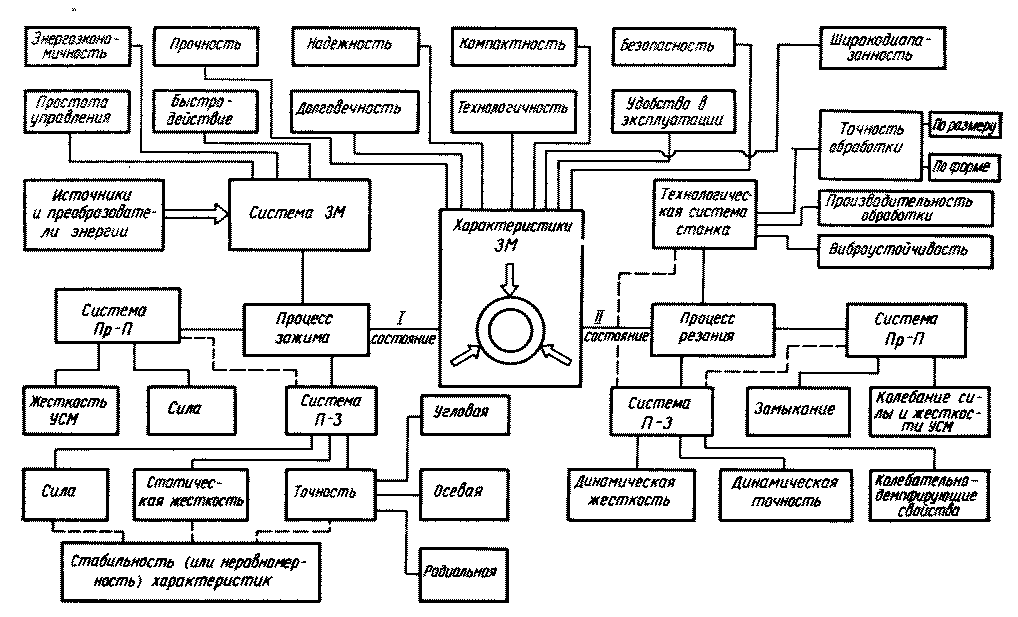 Энергоэконо-
мичность
Прочность
Надежность
Компактность
Безопасность
Широкодиапа-
зонность
Простота
управления
Быстро-
действие
Долговечность
Технологичность
Удобства в
эксплуатации
Точность
обработки
По размеру
По форме
Источники
и преобразовате-
ли энергии
Система ЗМ
Характеристики
ЗМ
Технологичес-
кая система
станка
Производительность
обработки
Виброустойчивость
Система
Пр-П
Процесс
зажима
I
состояние
II
состояние
Процесс
резания
Система
Пр-П
Жесткость
УСМ
Сила
Система
П-З
Угловая
Система
П-З
Замыкание
Колебание си-
лы и жесткос-
ти УСМ
Сила
Статичес-
кая жесткость
Точность
Осевая
Динамическая
жесткость
Динамическая
точность
Колебательно-
демпфирующие
свойства
Стабильность (или неравномер-
ность) характеристик
Радиальная